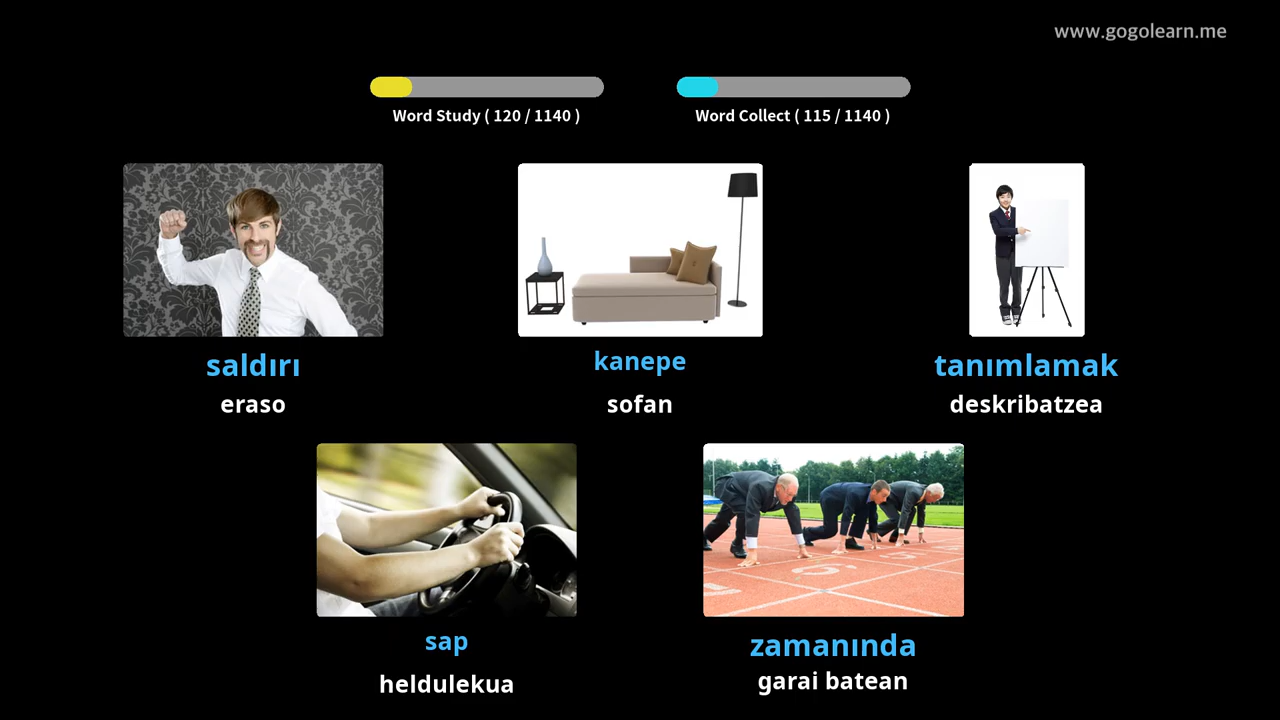 www.gogolearn.me
Word Study ( 120 / 1140 )
Word Collect ( 115 / 1140 )
saldırı
eraso
kanepe
sofan
tanımlamak
deskribatzea
sap
heldulekua
zamanında
garai batean